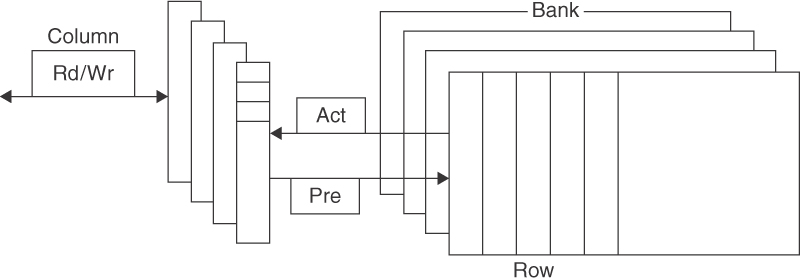 Column
Rd/Wr
Bank
Act
Pre
Row